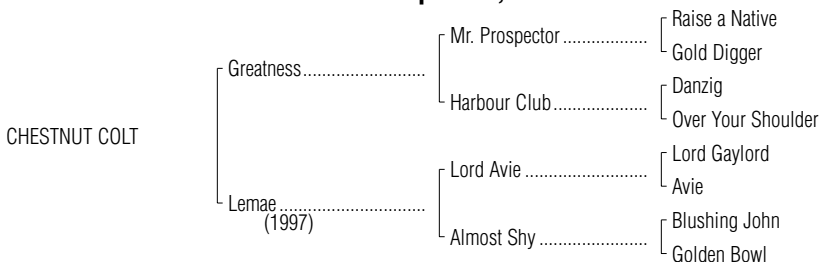 Raise a Native
Mr. Prospector ..................
Gold Digger
Greatness..........................
Danzig
Harbour Club....................
Over Your Shoulder
CHESTNUT COLT
Lord Gaylord
Lord Avie ..........................
Avie
Lemae ...............................
(1997)
Blushing John
Almost Shy .......................
Golden Bowl